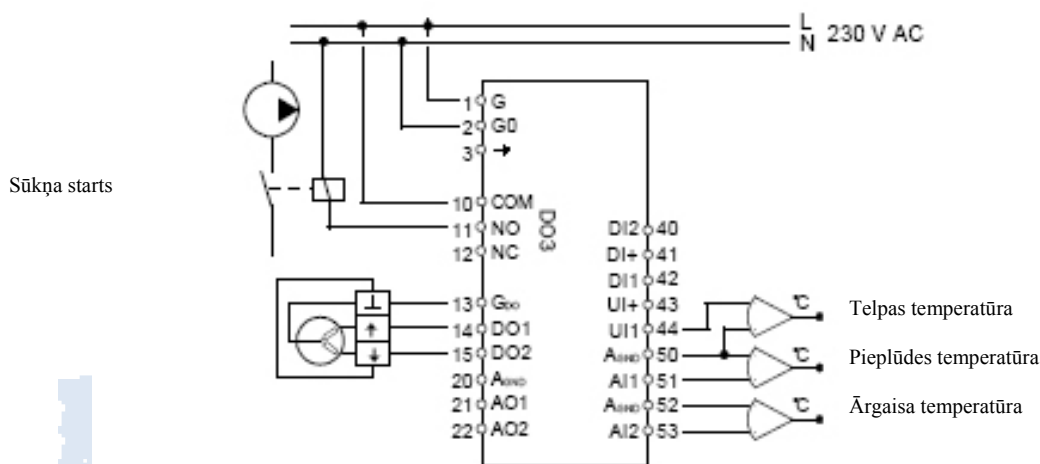 L
N 230 V AC
1 G
2 G0
3
Sūkņa starts
10 COM
11 NO
12 NC
DO3
13 GDO
14 DO1
15 DO2
20 AGND
21 AO1
22 AO2
DI2 40
DI+ 41
DI1 42
UI+ 43
UI1 44
AGND 50
AI1 51
AGND 52
AI2 53
°C Telpas temperatūra
°C Pieplūdes temperatūra
°C Ārgaisa temperatūra